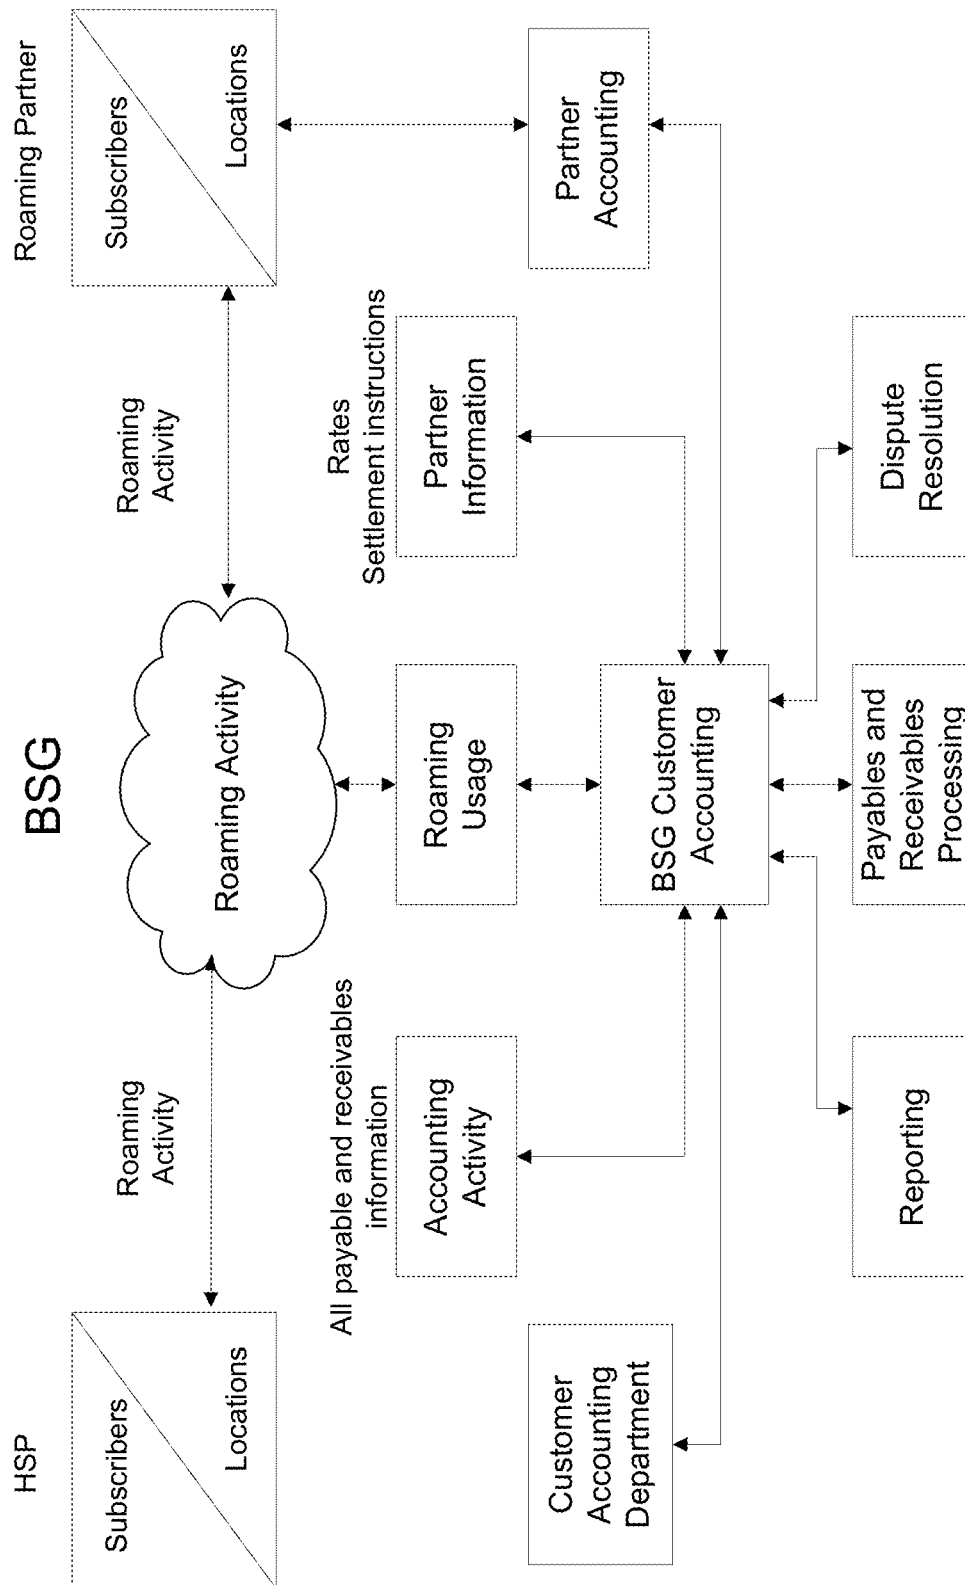 BSG
HSP
Roaming Partner
Subscribers
Locations
Roaming
Activity
Roaming Activity
Roaming
Activity
Subscribers
Locations
All payable and receivables
information
Rates
Settlement instructions
Accounting
Activity
Roaming
Usage
Partner
Information
Customer
Accounting
Department
BSG Customer
Accounting
Partner
Accounting
Reporting
Payables and
Receivables
Processing
Dispute
Resolution